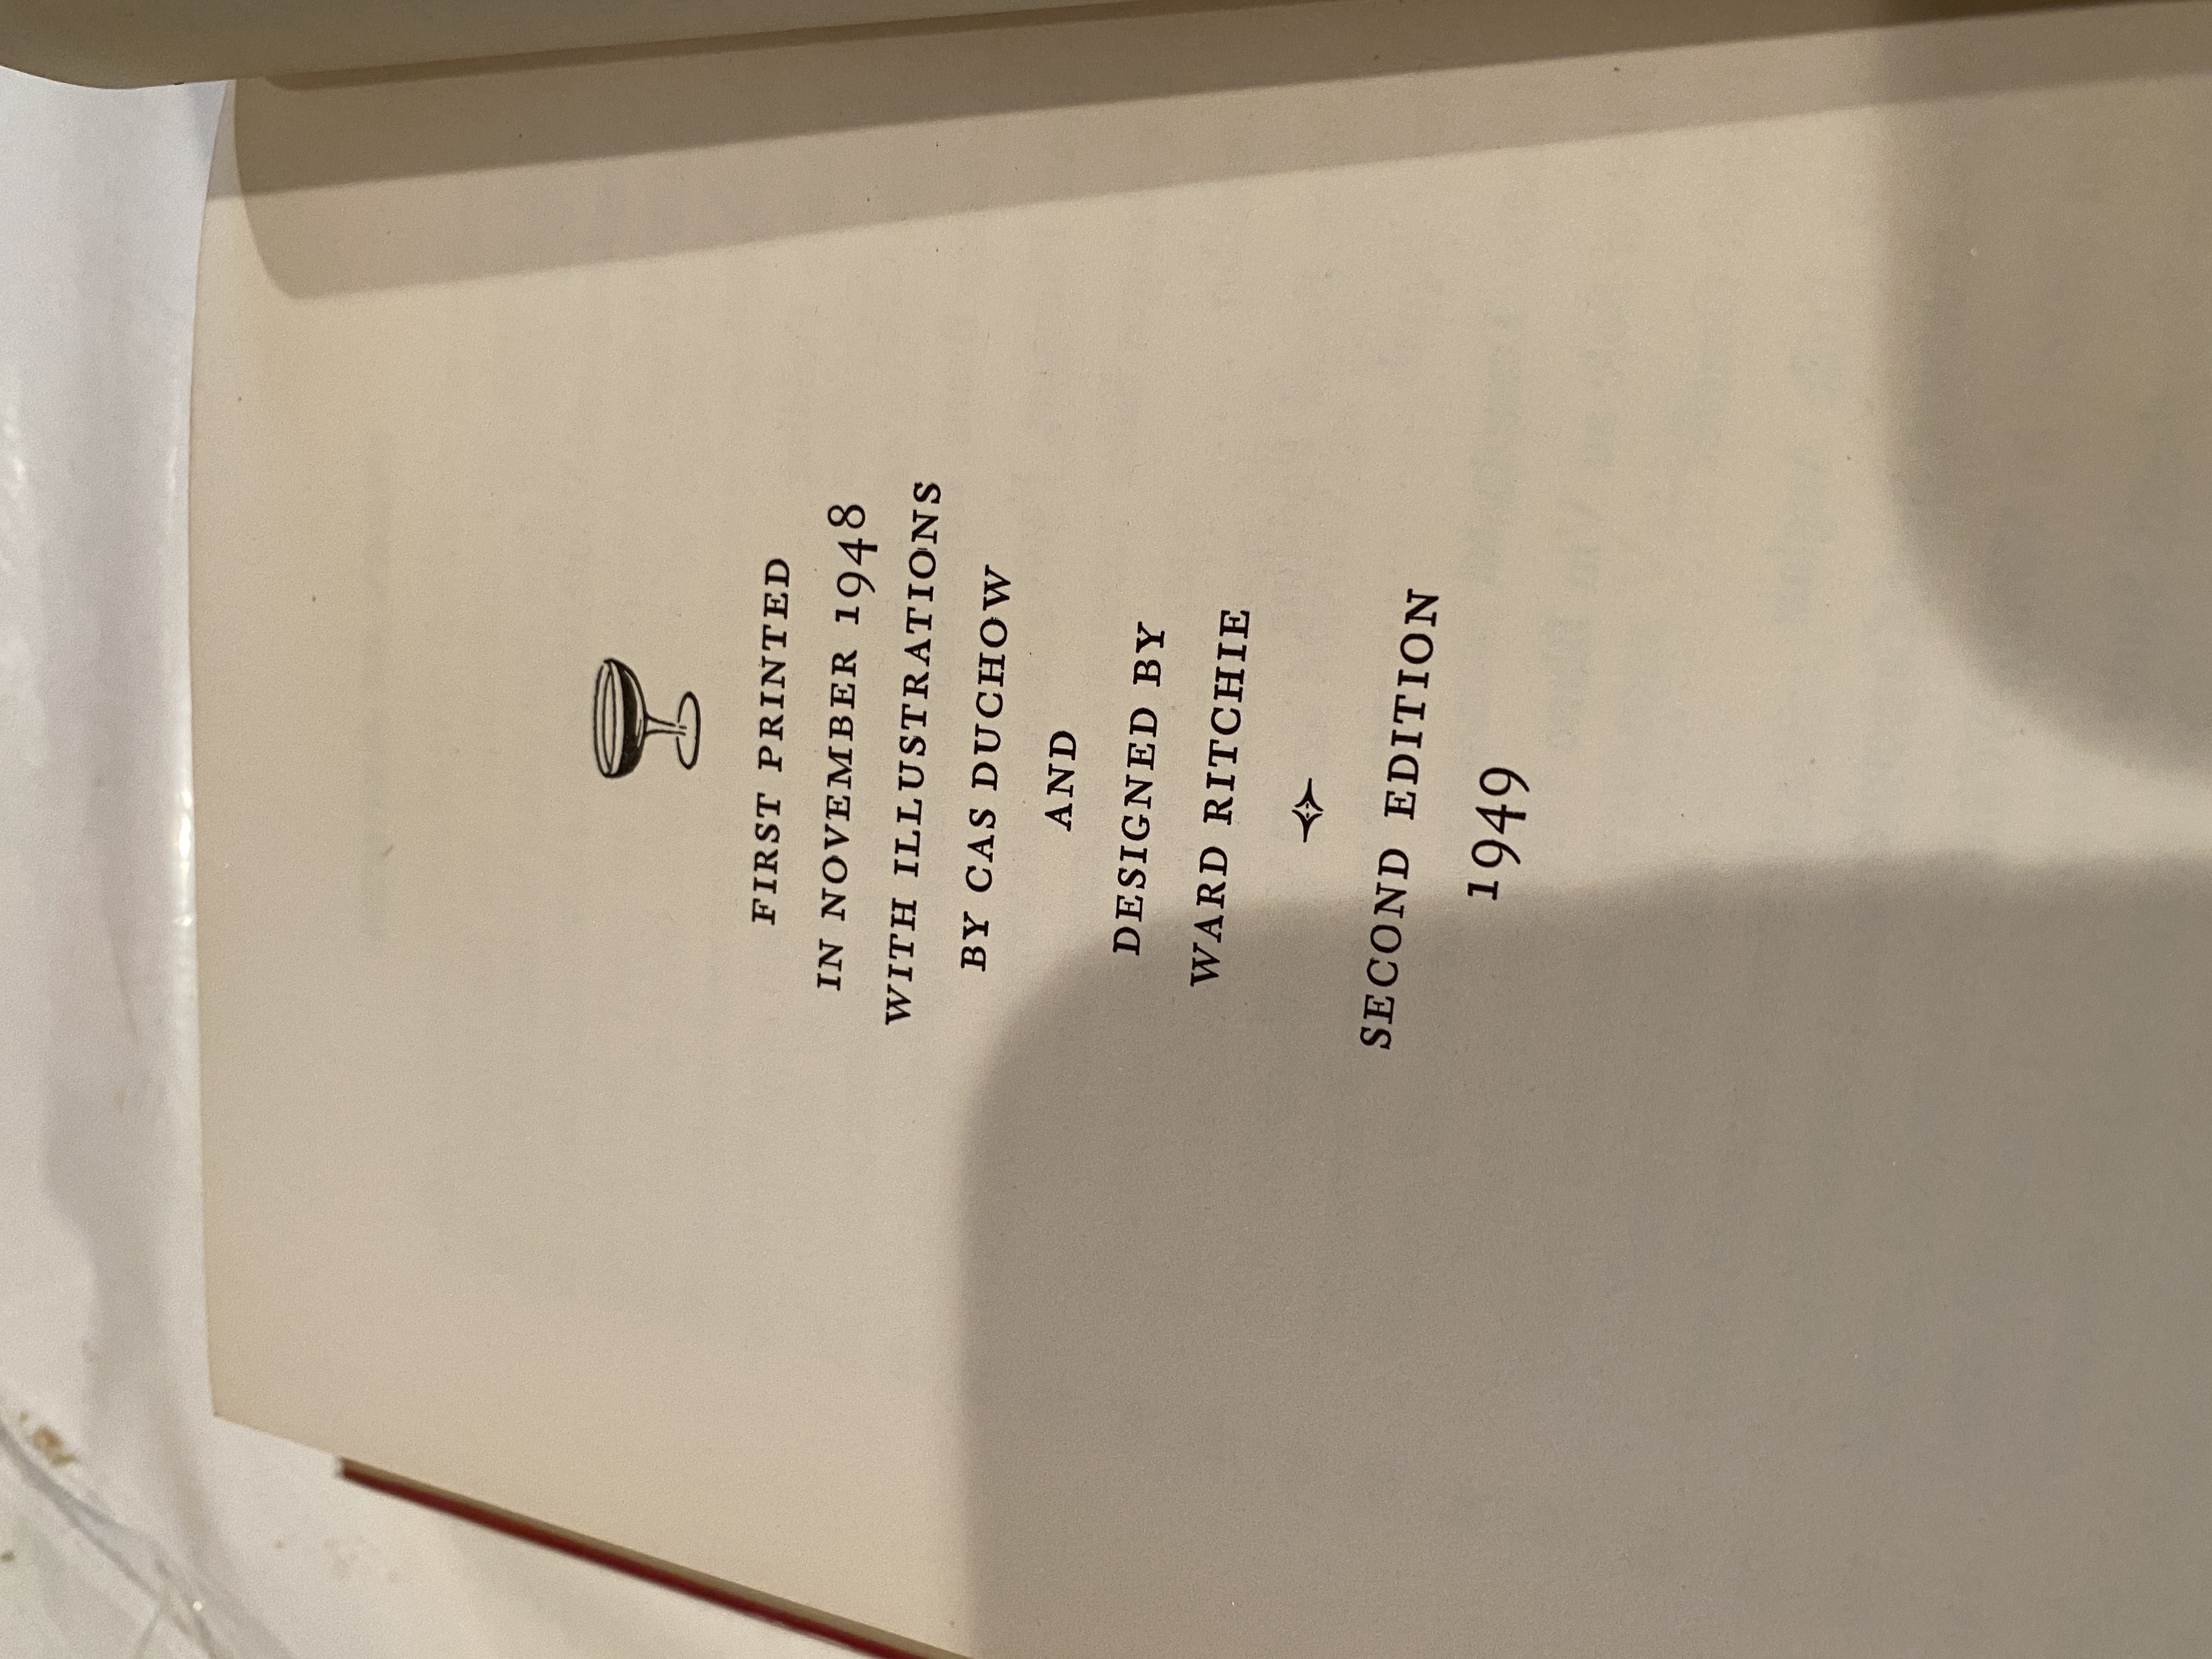 FIRST PRINTED
IN NOVEMBER 1948
WITH ILLUSTRATIONS
BY CAS DUCHOW
AND
DESIGNED BY
WARD RITCHIE
SECOND EDITION
1949